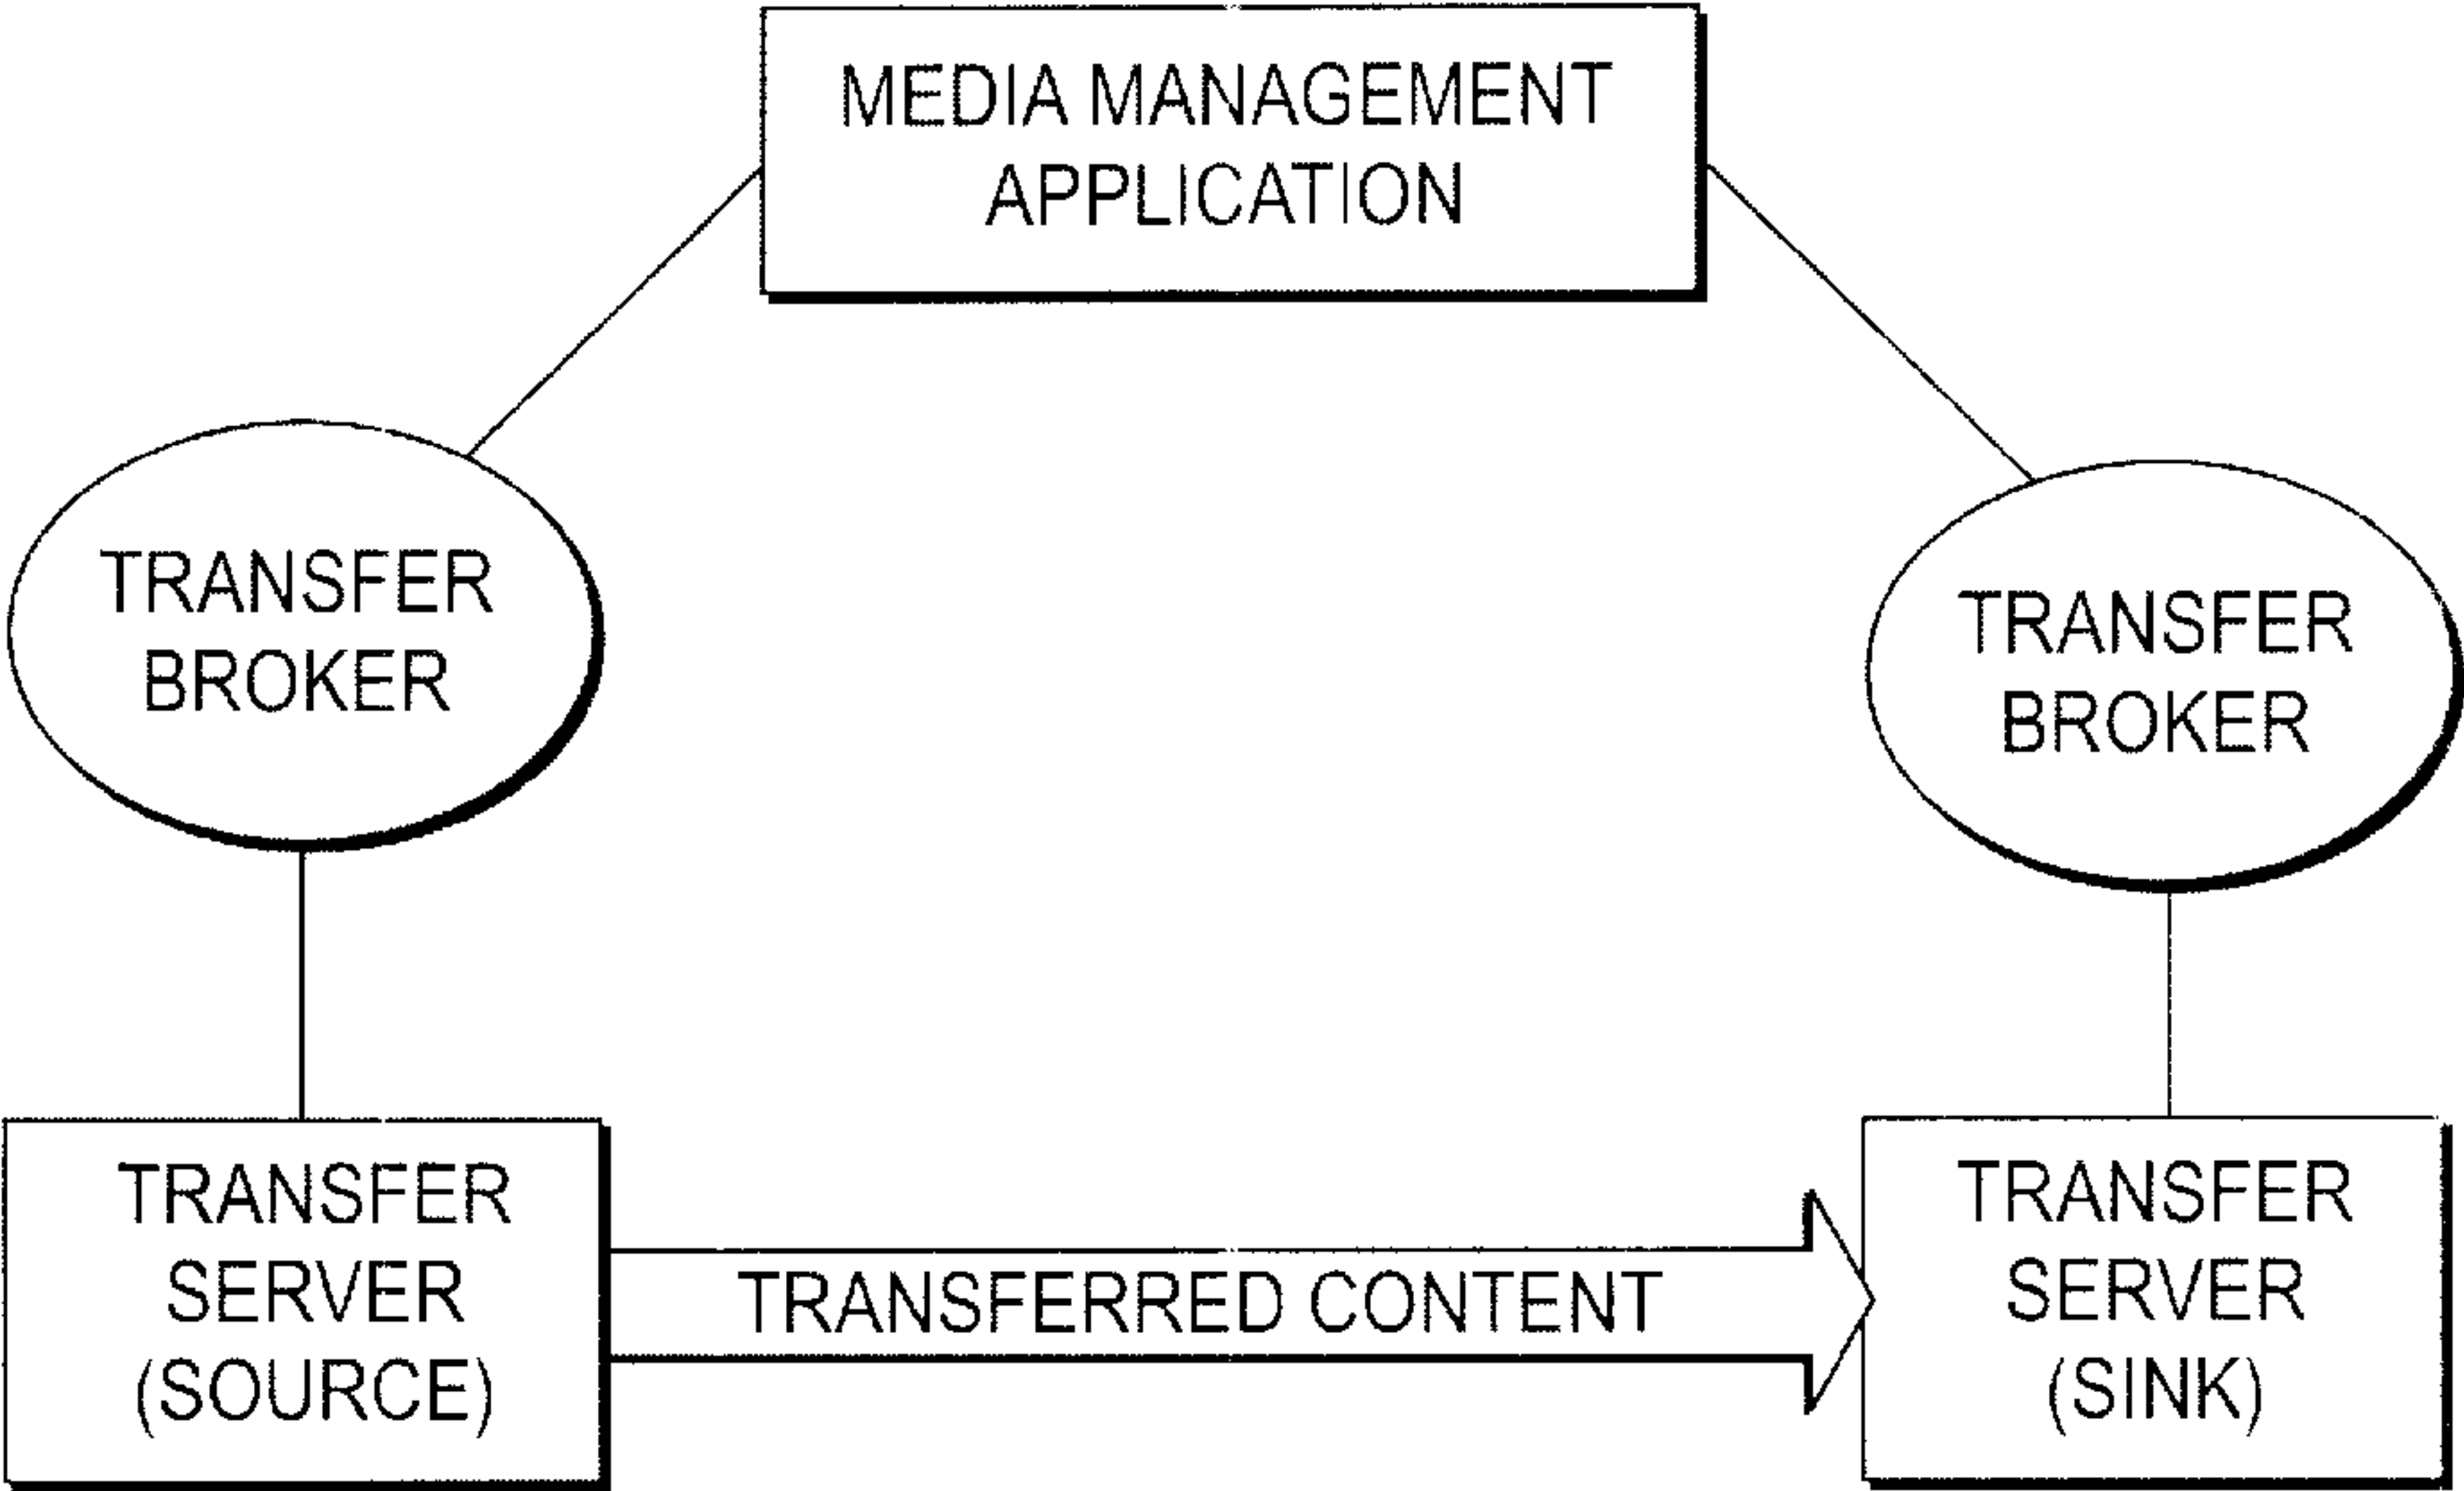 MEDIA MANAGEMENT
APPLICATION
TRANSFER
BROKER
TRANSFER
BROKER
TRANSFER
SERVER
(SOURCE)
TRANSFERRED CONTENT
TRANSFER
SERVER
(SINK)